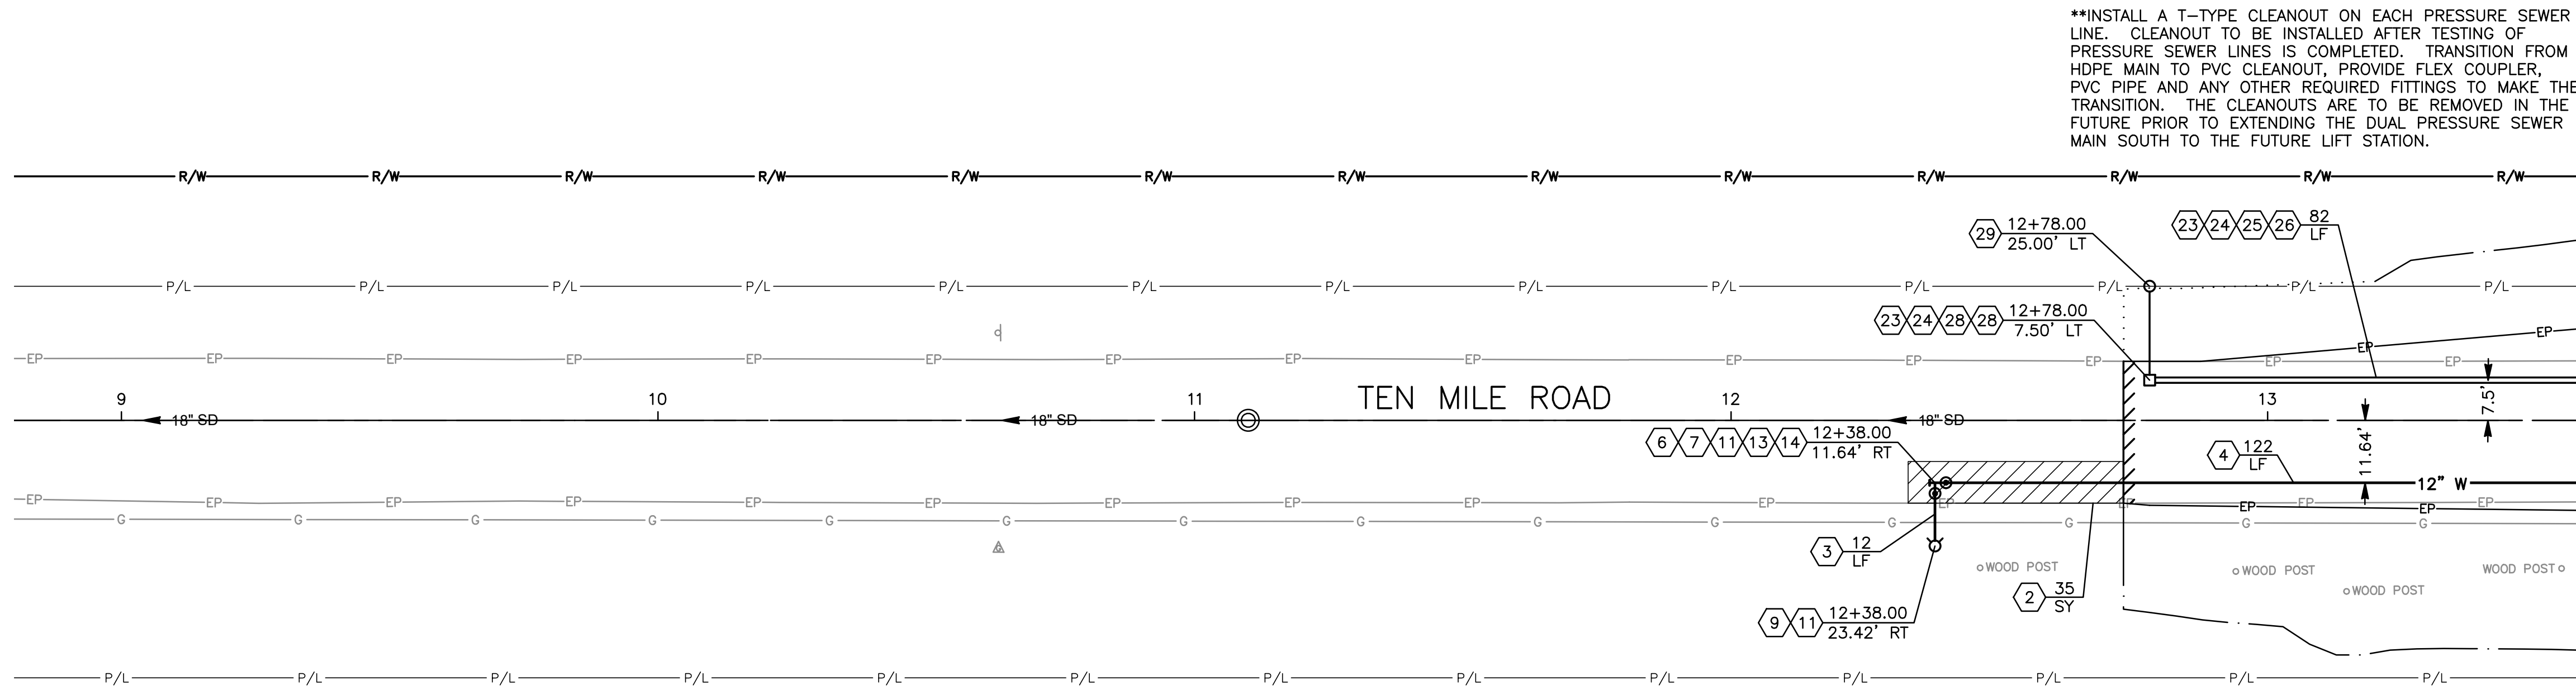 **INSTALL A T-TYPE CLEANOUT ON EACH PRESSURE SEWER
LINE. CLEANOUT TO BE INSTALLED AFTER TESTING OF
PRESSURE SEWER LINES IS COMPLETED. TRANSITION FROM
HDPE MAIN TO PVC CLEANOUT, PROVIDE FLEX COUPLER,
PVC PIPE AND ANY OTHER REQUIRED FITTINGS TO MAKE THE
TRANSITION. THE CLEANOUTS ARE TO BE REMOVED IN THE
FUTURE PRIOR TO EXTENDING THE DUAL PRESSURE SEWER
MAIN SOUTH TO THE FUTURE LIFT STATION.
R/W R/W R/W R/W R/W R/W R/W R/W R/W R/W R/W R/W R/W
29 12+78.00
25.00' LT
23 24 25 26 82
LF
P/L P/L P/L P/L P/L P/L P/L P/L P/L P/L P/L P/L P/L
23 24 28 28 12+78.00
7.50' LT
EP
EP
EP EP EP EP EP EP EP EP EP EP EP EP EP EP
9 10 11 TEN MILE ROAD 12 13
7.5'
18" SD 18" SD 18" SD
6 7 11 13 14 12+38.00
11.64' RT
4 122
LF
11.64'
12" W
EP EP EP EP EP EP EP EP EP EP EP EP EP EP
EP EP
G G G G G G G G G G G G G G
3 12
LF
WOOD POST WOOD POST WOOD POST
WOOD POST
2 35
SY
9 11 12+38.00
23.42' RT
P/L P/L P/L P/L P/L P/L P/L P/L P/L P/L P/L P/L P/L